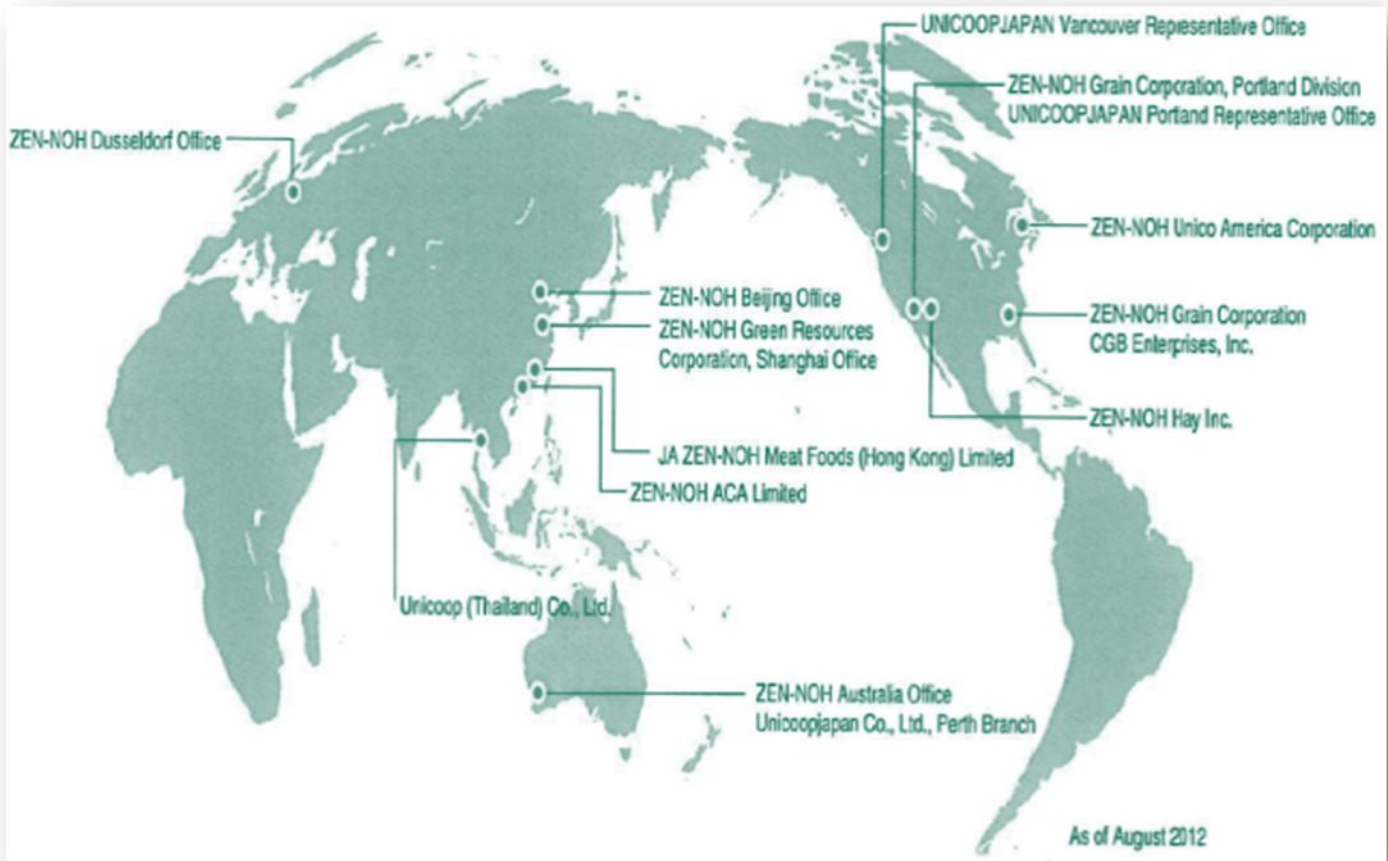 UNICOOPJAPAN Vancouver Representative Office
ZEN-NOH Grain Corporation, Portland Division
UNICOOPJAPAN Portland Representative Office
ZEN-NOH Dusseldorf Office
ZEN-NOH Unico America Corporation
ZEN-NOH Beijing Office
ZEN-NOH Green Resources
Corporation, Shanghai Office
ZEN-NOH Grain Corporation
CGB Enterprises, Inc.
ZEN-NOH Hay Inc.
JA ZEN-NOH Meat Foods (Hong Kong) Limited
ZEN-NOH ACA Limited
Unicoop (Thailand) Co., Ltd.
ZEN-NOH Australia Office
Unicoopjapan Co., Ltd., Perth Branch
As of August 2012